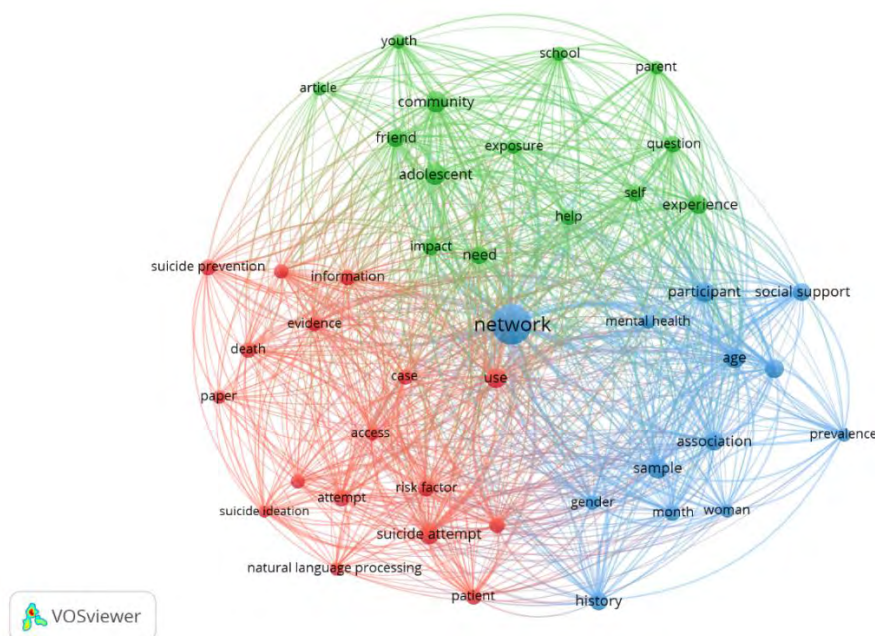 youth
school
parent
article
community
friend
exposure
question
adolescent
self
experience
help
impact
need
suicide prevention
information
participant
social support
evidence
network
mental health
death
age
case
use
paper
access
association
prevalence
sample
risk factor
attempt
gender
suicide ideation
month
woman
suicide attempt
natural language processing
patient
history
VOSviewer